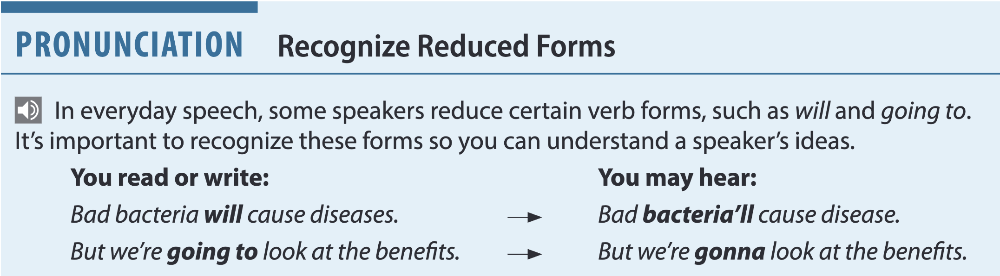 PRONUNCIATION Recognize Reduced Forms
In everyday speech, some speakers reduce certain verb forms, such as will and going to.
It’s important to recognize these forms so you can understand a speaker’s ideas.
You read or write: You may hear:
Bad bacteria will cause diseases. → Bad bacteria’ll cause disease.
But we’re going to look at the benefits. → But we’re gonna look at the benefits.